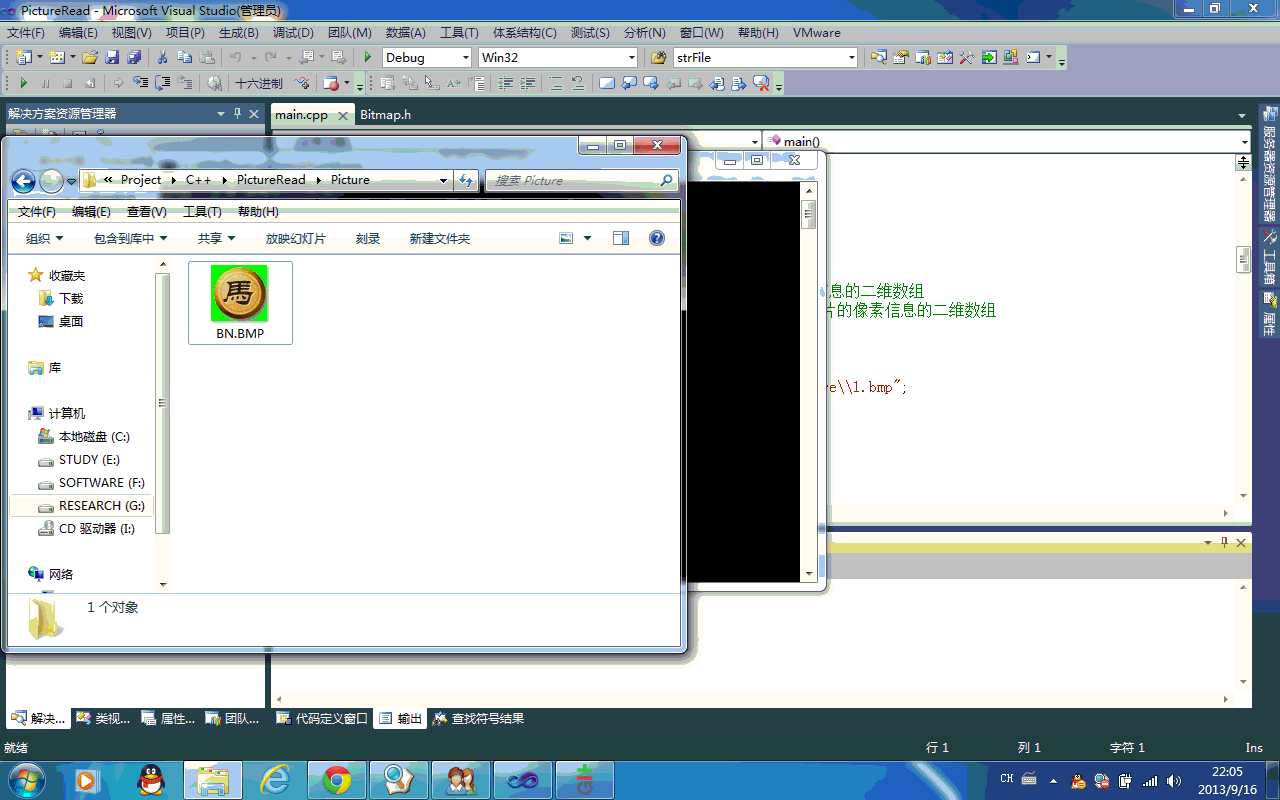 PictureRead - Microsoft Visual Studio(管理员)
文件(F) 编辑(E) 视图(V) 项目(P) 生成(B) 调试(D) 团队(M) 数据(A) 工具(T) 体系结构(C) 测试(S) 分析(N) 窗口(W) 帮助(H) VMware
Debug Win32 strFile
十六进制
解决方案资源管理器 main.cpp Bitmap.h
main()
« Project C++ PictureRead Picture 搜索 Picture
文件(F) 编辑(E) 查看(V) 工具(T) 帮助(H)
组织 包含到库中 共享 放映幻灯片 刻录 新建文件夹
收藏夹
下载
桌面
库
计算机
本地磁盘 (C:)
STUDY (E:)
SOFTWARE (F:)
RESEARCH (G:)
CD 驱动器 (I:)
网络
馬
BN.BMP
1 个对象
息的二维数组
片的像素信息的二维数组
e\\1.bmp";
服务器资源管理器
工具箱
属性
解决... 类视... 属性... 团队... 代码定义窗口 输出 查找符号结果
就绪 行 1 列 1 字符 1 Ins
CH 22:05
2013/9/16